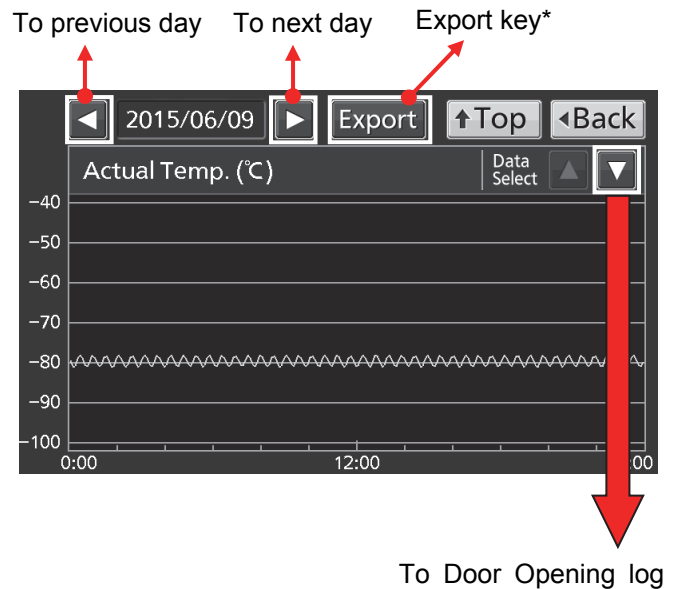 To previous day To next day Export key*
◀ 2015/06/09 ▶ Export ↑Top ◂Back
Actual Temp. (℃) Data Select ▲ ▼
−40
−50
−60
−70
−80
−90
−100
0:00 12:00 :00
To Door Opening log